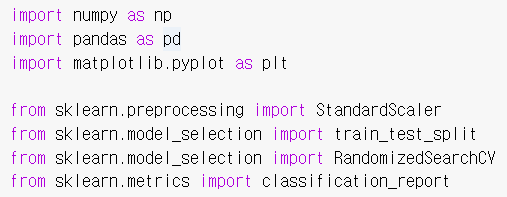 import numpy as np
import pandas as pd
import matplotlib.pyplot as plt
from sklearn.preprocessing import StandardScaler
from sklearn.model_selection import train_test_split
from sklearn.model_selection import RandomizedSearchCV
from sklearn.metrics import classification_report